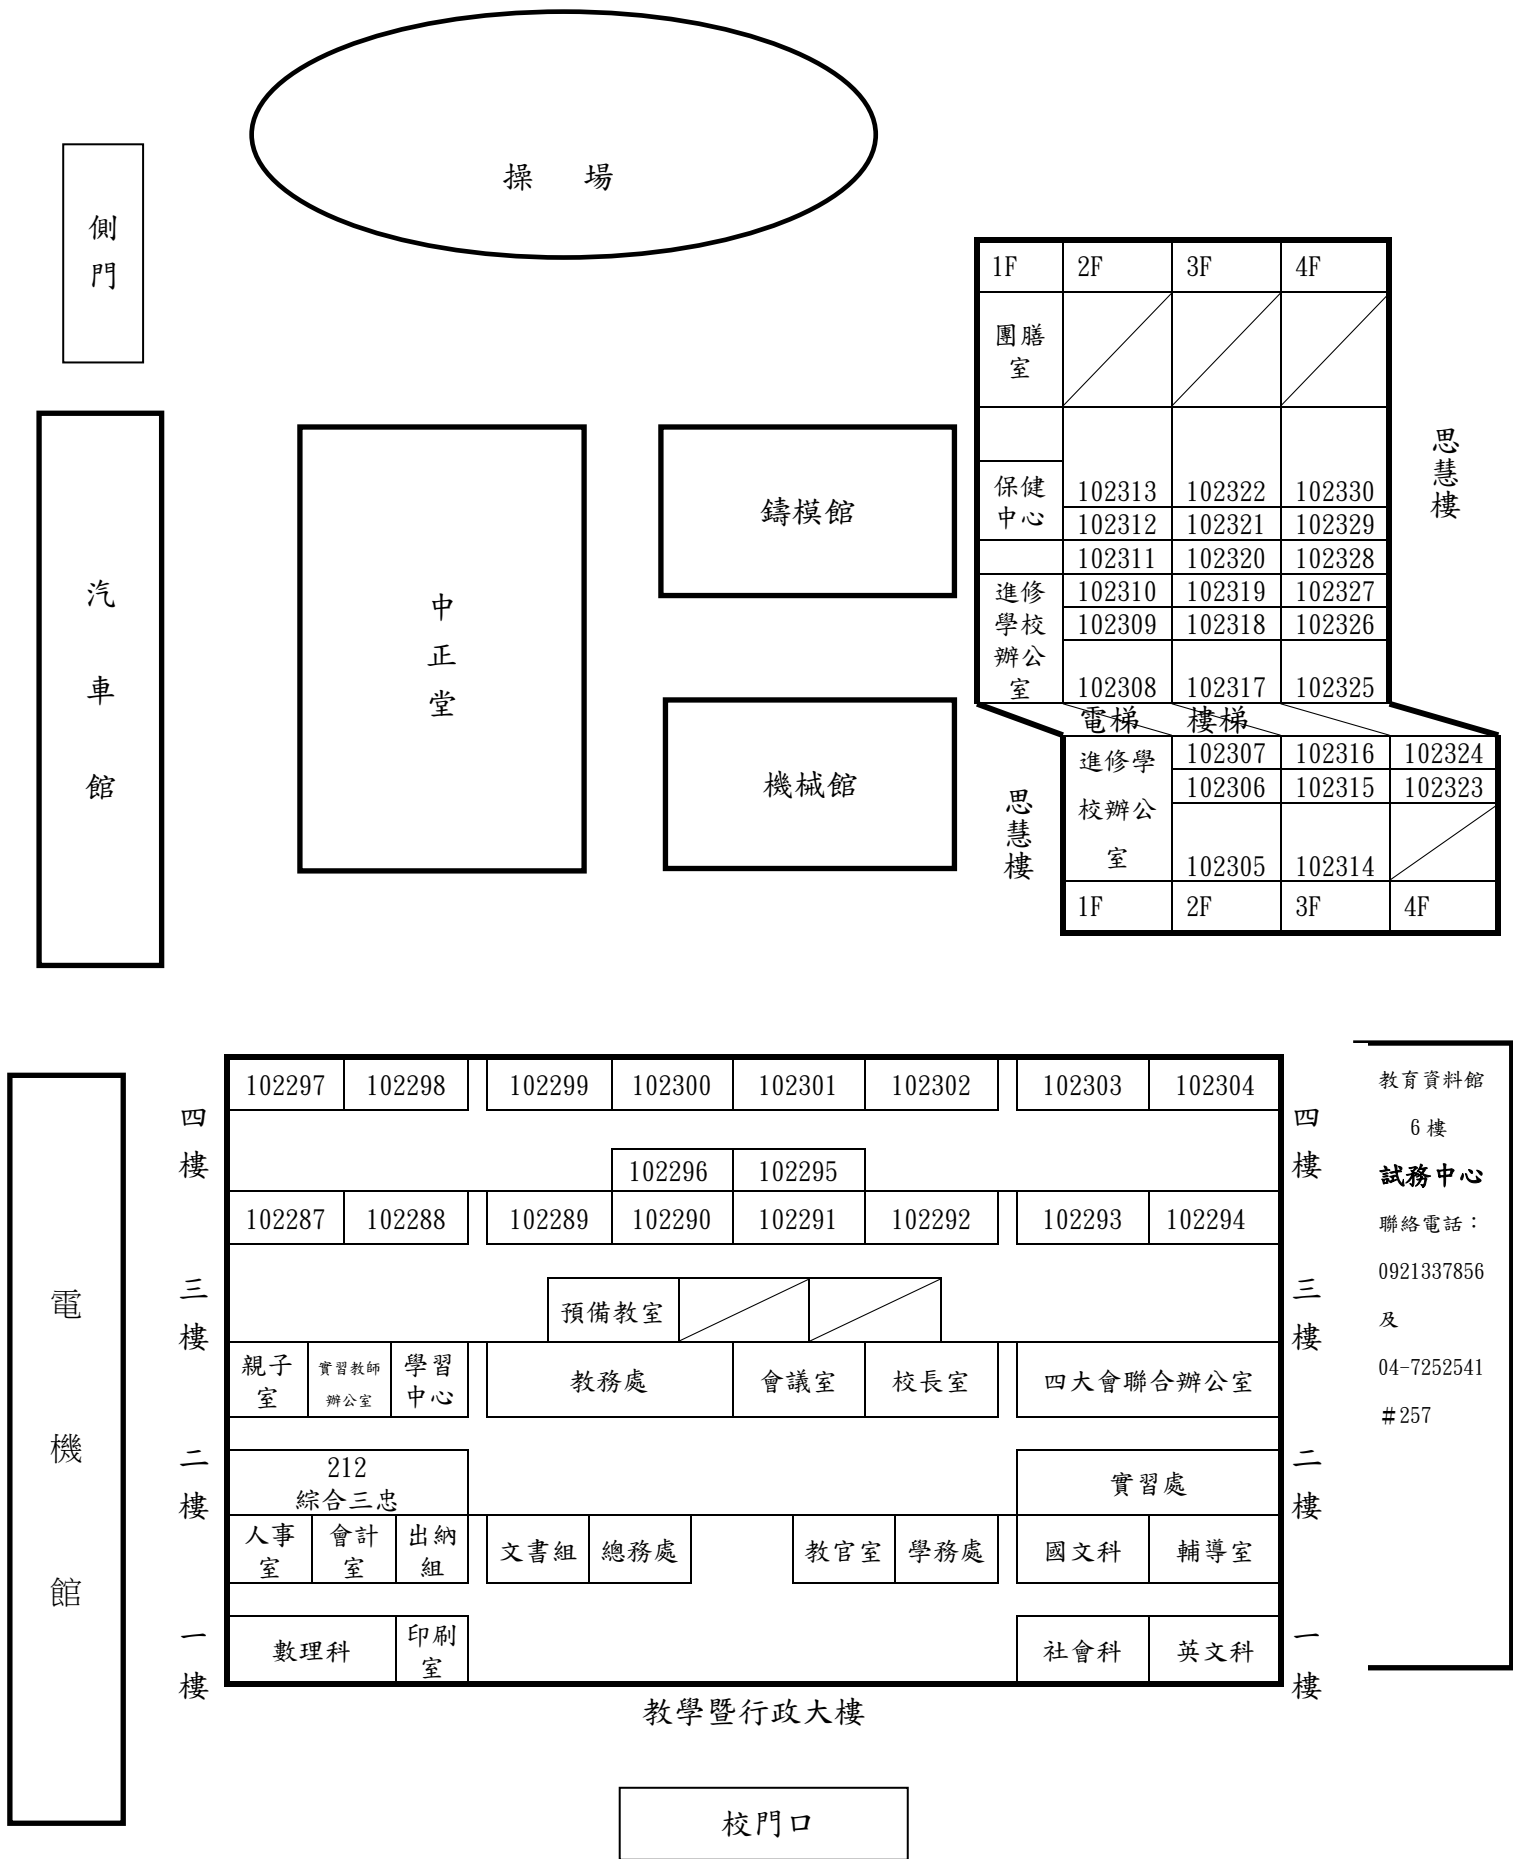 操 場
側
門
1F 2F 3F 4F
團膳
室
保健
中心
102313 102322 102330
102312 102321 102329
102311 102320 102328
進修
學校
辦公
室
102310 102319 102327
102309 102318 102326
102308 102317 102325
思
慧
樓
電梯 樓梯
進修學
校辦公
室
102307 102316 102324
102306 102315 102323
102305 102314
1F 2F 3F 4F
思
慧
樓
鑄模館
機械館
中
正
堂
汽
車
館
電
機
館
四
樓
102297 102298 102299 102300 102301 102302 102303 102304
102296 102295
四
樓
三
樓
102287 102288 102289 102290 102291 102292 102293 102294
預備教室
三
樓
二
樓
親子
室
實習教師
辦公室
學習
中心
教務處 會議室 校長室 四大會聯合辦公室
212
綜合三忠
實習處
二
樓
一
樓
人事
室
會計
室
出納
組
文書組 總務處 教官室 學務處 國文科 輔導室
數理科
印刷
室
社會科 英文科
一
樓
教學暨行政大樓
教育資料館
6 樓
試務中心
聯絡電話：
0921337856
及
04-7252541
＃257
校門口